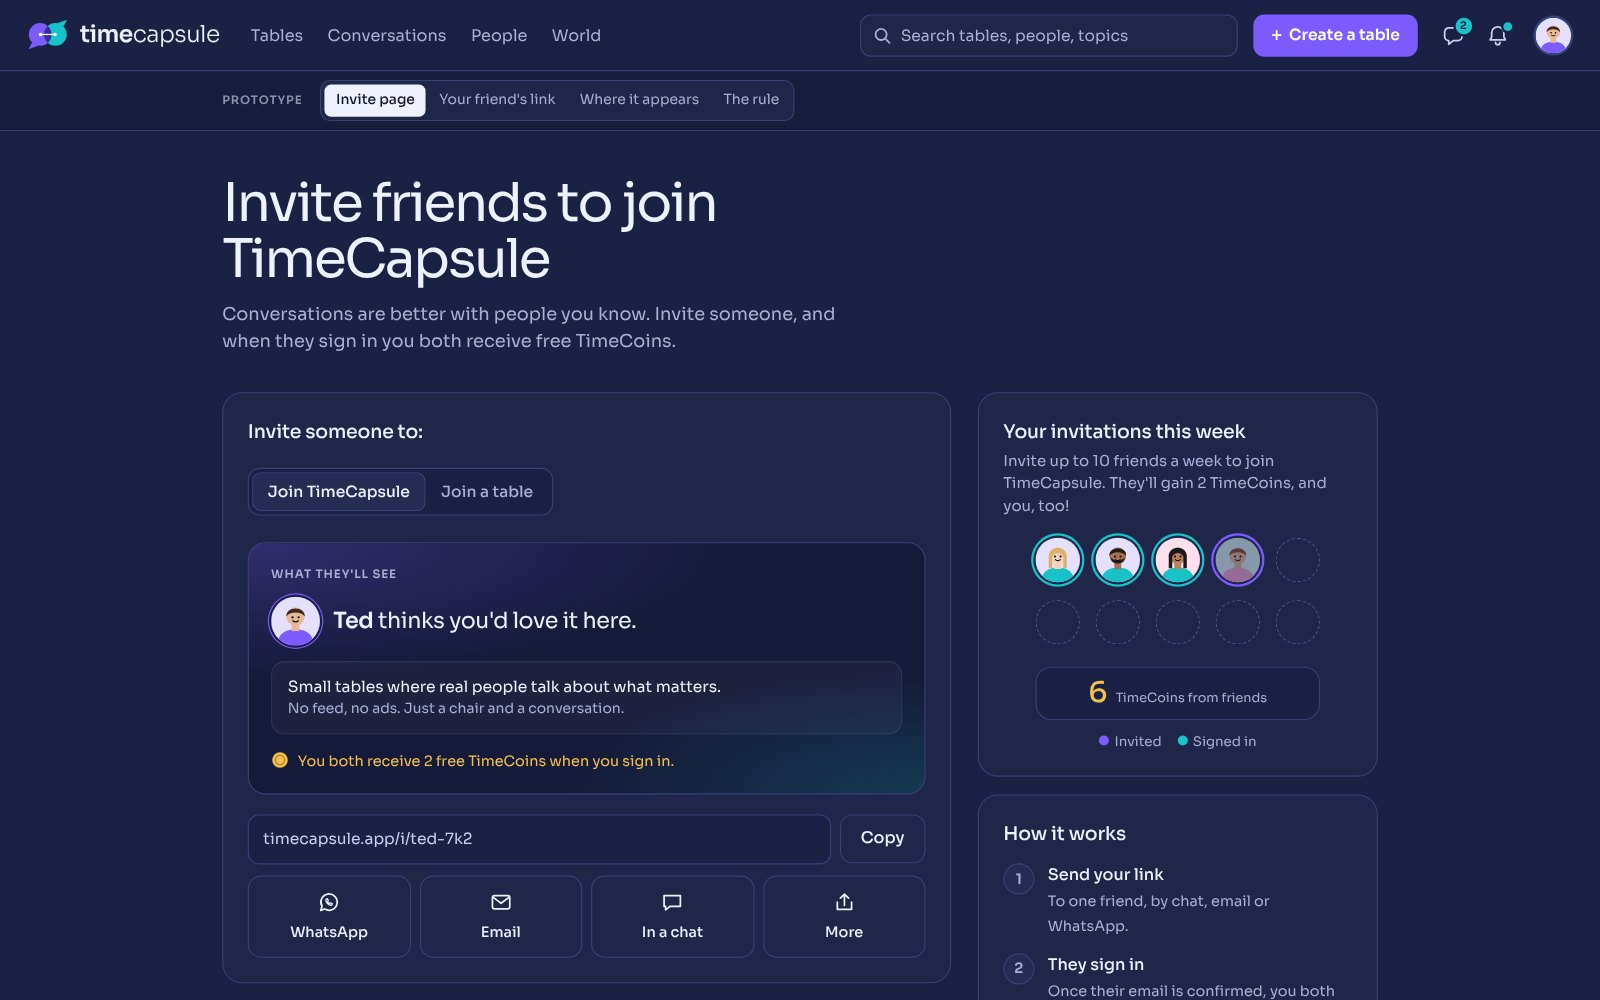 timecapsule
Tables
Conversations
People
World
Search tables, people, topics
+ Create a table
2
PROTOTYPE
Invite page
Your friend's link
Where it appears
The rule
Invite friends to join
TimeCapsule
Conversations are better with people you know. Invite someone, and
when they sign in you both receive free TimeCoins.
Invite someone to:
Join TimeCapsule
Join a table
WHAT THEY'LL SEE
Ted thinks you'd love it here.
Small tables where real people talk about what matters.
No feed, no ads. Just a chair and a conversation.
You both receive 2 free TimeCoins when you sign in.
timecapsule.app/i/ted-7k2
Copy
WhatsApp
Email
In a chat
More
Your invitations this week
Invite up to 10 friends a week to join
TimeCapsule. They'll gain 2 TimeCoins, and
you, too!
6 TimeCoins from friends
Invited
Signed in
How it works
1
Send your link
To one friend, by chat, email or
WhatsApp.
2
They sign in
Once their email is confirmed, you both